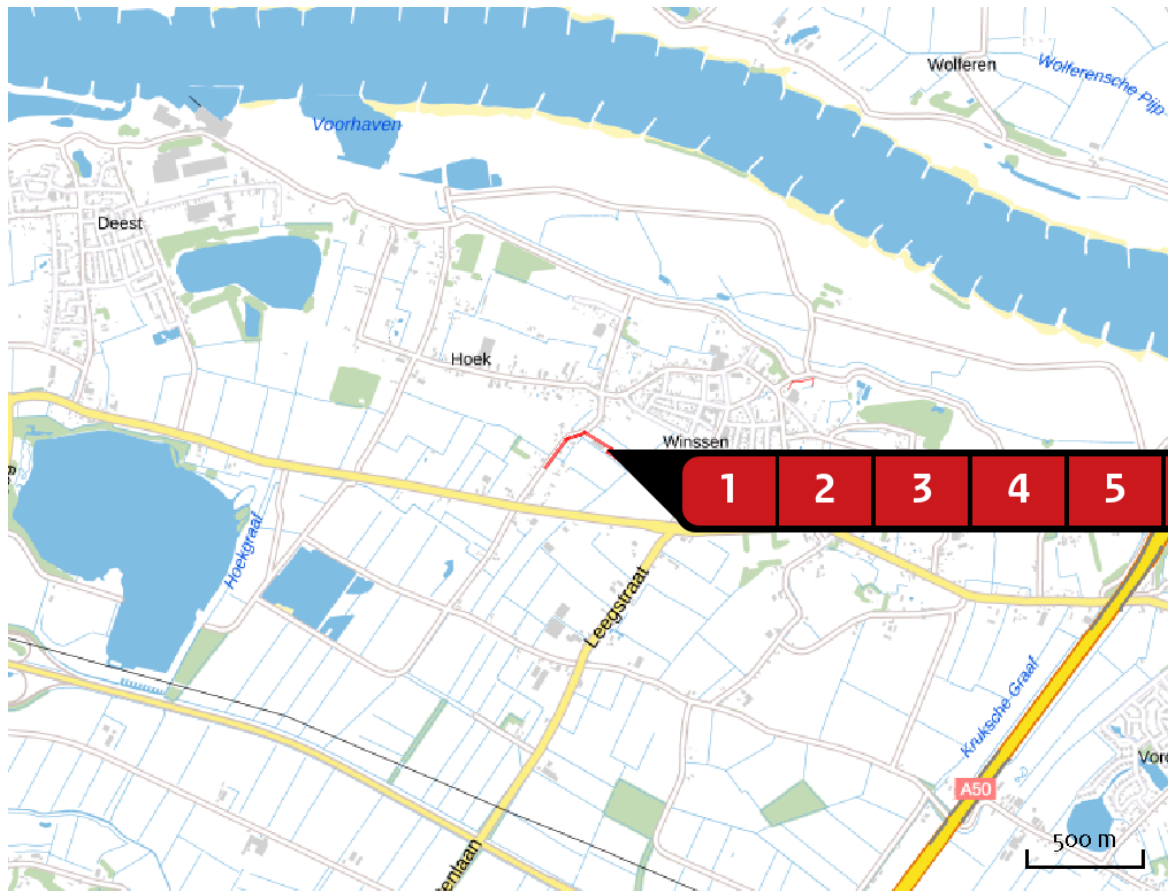 Wolferen
Wolferensche Pijp
Voorhaven
Deest
Hoek
Winssen
1 2 3 4 5
Hoekgraaf
Leegstraat
Kruksche Graaf
A50
500 m